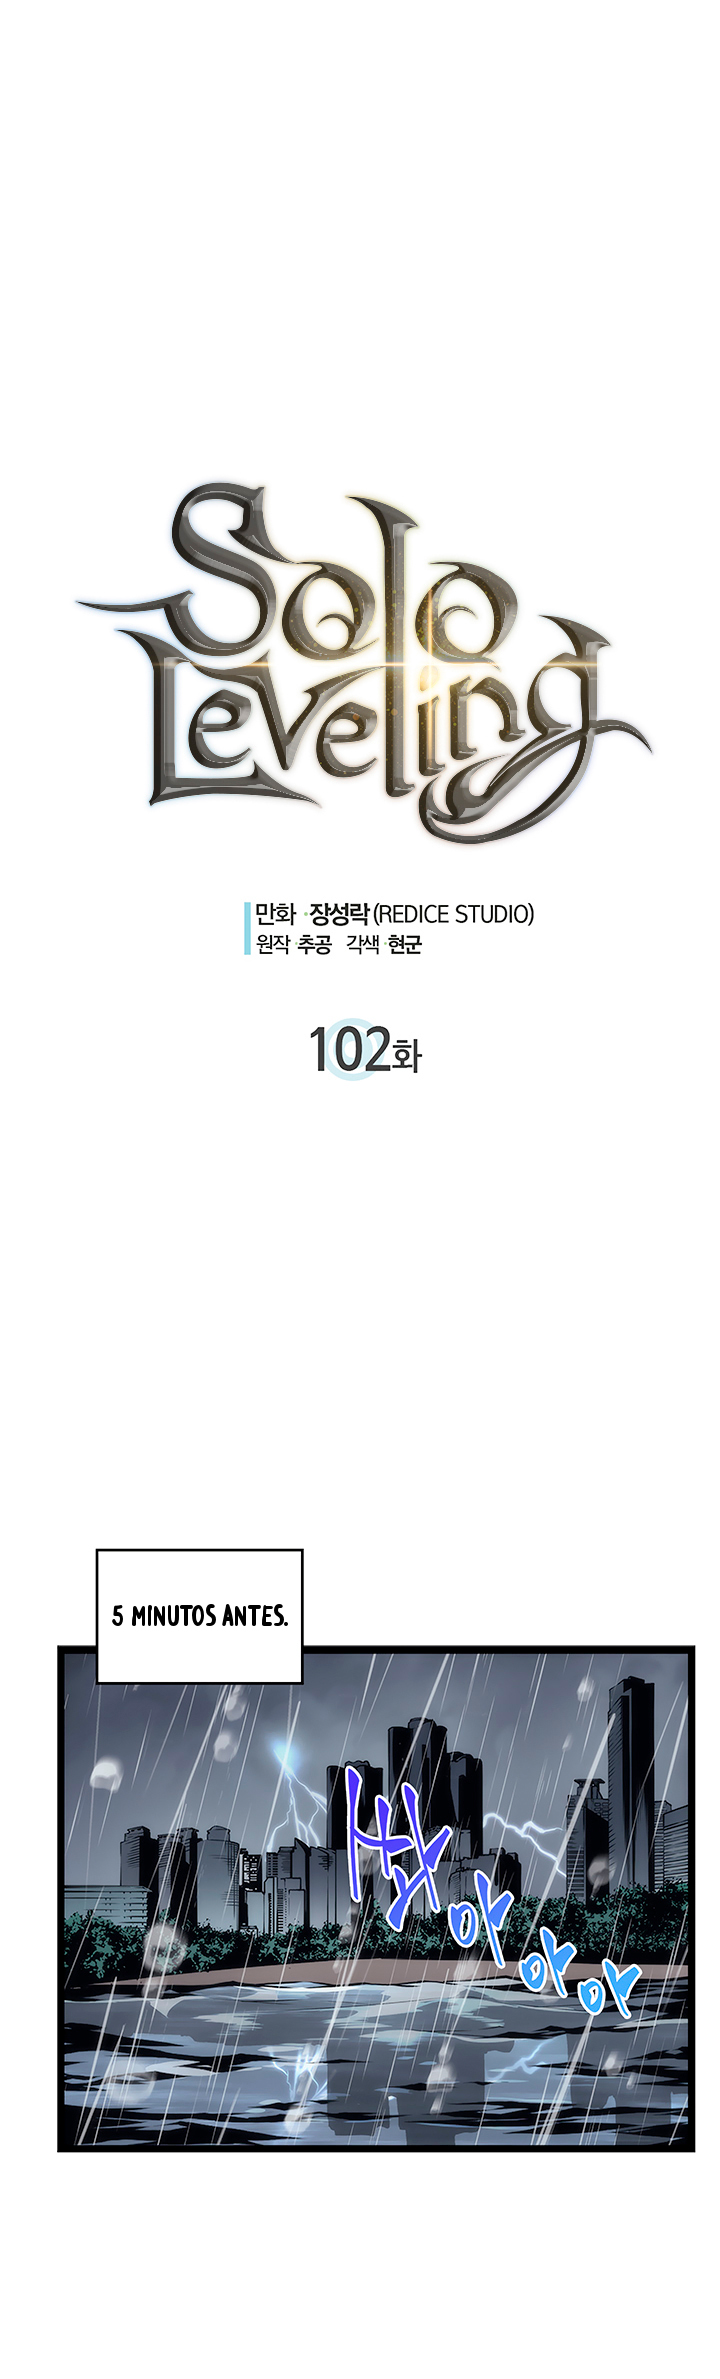 Solo
Leveling
만화 · 장성락 (REDICE STUDIO)
원작 · 추공 각색 · 현군
102화
5 MINUTOS ANTES.
쏴아아아